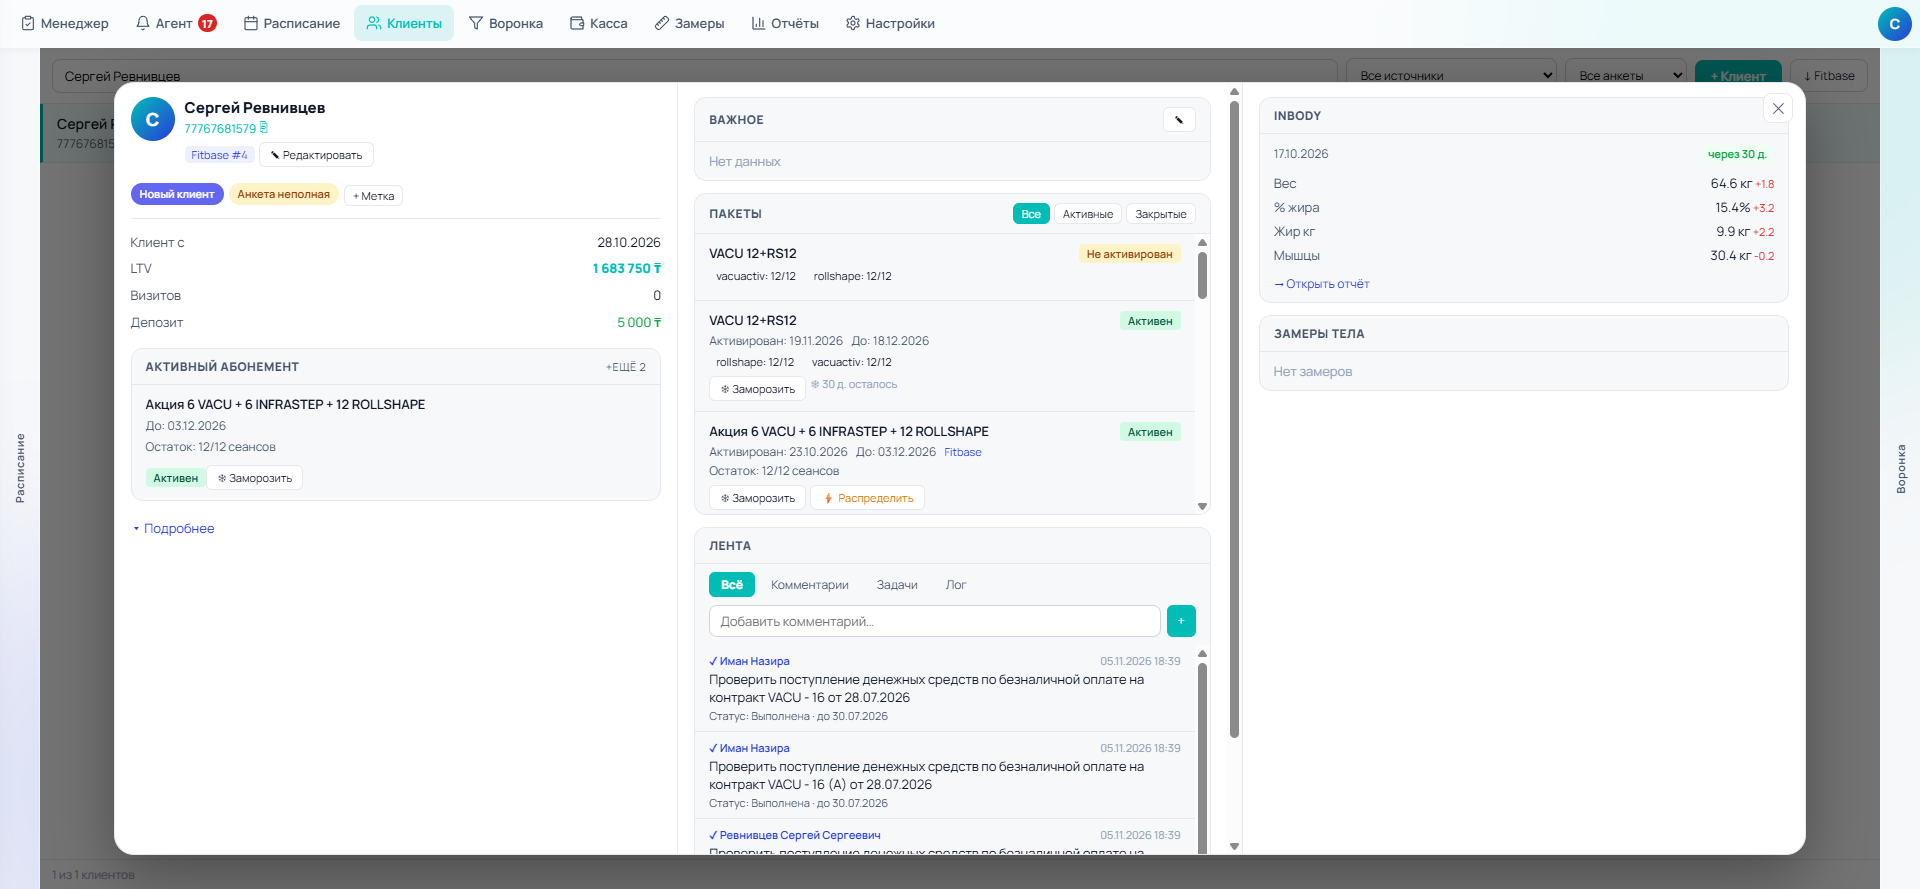 Менеджер
Агент 17
Расписание
Клиенты
Воронка
Касса
Замеры
Отчёты
Настройки
С
Сергей Ревнивцев
Все источники
Все анкеты
+ Клиент
↓ Fitbase
Сергей Р
777676815
Расписание
Воронка
1 из 1 клиентов
С
Сергей Ревнивцев
77767681579
Fitbase #4
Редактировать
Новый клиент
Анкета неполная
+ Метка
Клиент с 28.10.2026
LTV 1 683 750 ₸
Визитов 0
Депозит 5 000 ₸
АКТИВНЫЙ АБОНЕМЕНТ +ЕЩЁ 2
Акция 6 VACU + 6 INFRASTEP + 12 ROLLSHAPE
До: 03.12.2026
Остаток: 12/12 сеансов
Активен ❄ Заморозить
▾ Подробнее
ВАЖНОЕ
Нет данных
ПАКЕТЫ Все Активные Закрытые
VACU 12+RS12 Не активирован
vacuactiv: 12/12 rollshape: 12/12
VACU 12+RS12 Активен
Активирован: 19.11.2026 До: 18.12.2026
rollshape: 12/12 vacuactiv: 12/12
❄ Заморозить ❄ 30 д. осталось
Акция 6 VACU + 6 INFRASTEP + 12 ROLLSHAPE Активен
Активирован: 23.10.2026 До: 03.12.2026 Fitbase
Остаток: 12/12 сеансов
❄ Заморозить ⚡ Распределить
ЛЕНТА
Всё Комментарии Задачи Лог
Добавить комментарий... +
✓ Иман Назира 05.11.2026 18:39
Проверить поступление денежных средств по безналичной оплате на
контракт VACU - 16 от 28.07.2026
Статус: Выполнена · до 30.07.2026
✓ Иман Назира 05.11.2026 18:39
Проверить поступление денежных средств по безналичной оплате на
контракт VACU - 16 (A) от 28.07.2026
Статус: Выполнена · до 30.07.2026
✓ Ревнивцев Сергей Сергеевич 05.11.2026 18:39
Проверить поступление денежных средств по безналичной оплате на
INBODY
17.10.2026 через 30 д.
Вес 64.6 кг +1.8
% жира 15.4% +3.2
Жир кг 9.9 кг +2.2
Мышцы 30.4 кг -0.2
→ Открыть отчёт
ЗАМЕРЫ ТЕЛА
Нет замеров